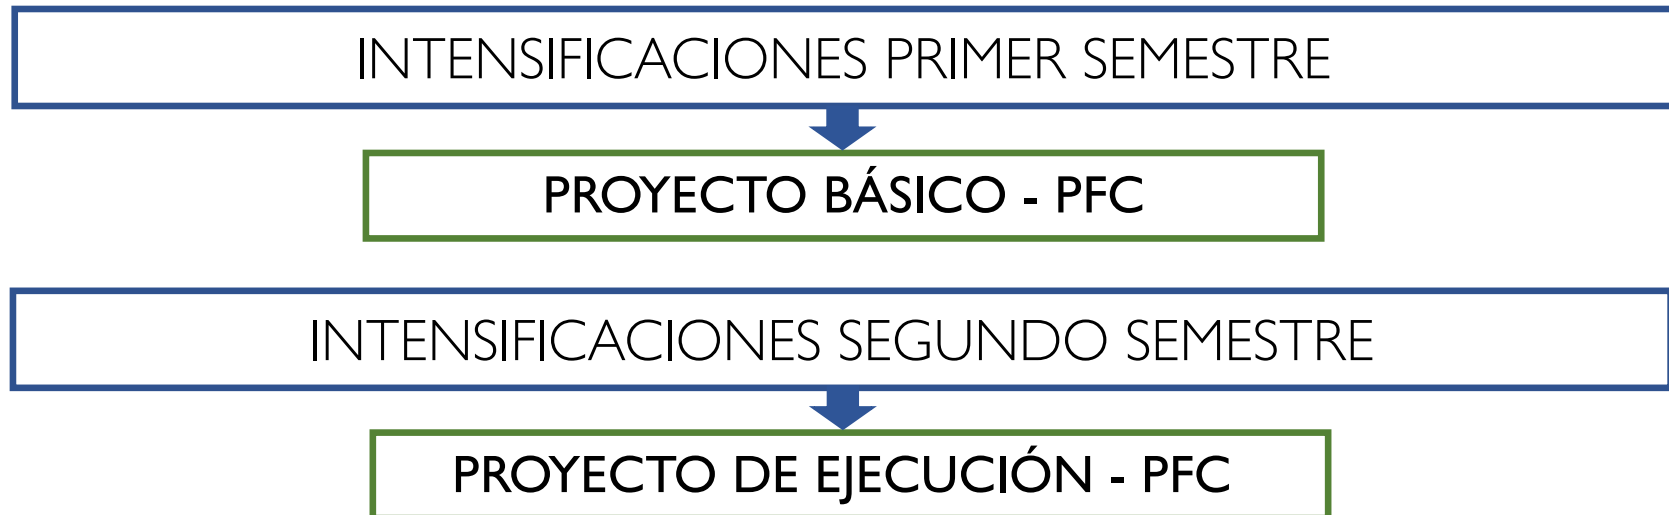 INTENSIFICACIONES PRIMER SEMESTRE
PROYECTO BÁSICO - PFC
INTENSIFICACIONES SEGUNDO SEMESTRE
PROYECTO DE EJECUCIÓN - PFC